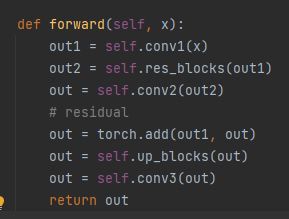 def forward(self, x):
    out1 = self.conv1(x)
    out2 = self.res_blocks(out1)
    out = self.conv2(out2)
    # residual
    out = torch.add(out1, out)
    out = self.up_blocks(out)
    out = self.conv3(out)
    return out